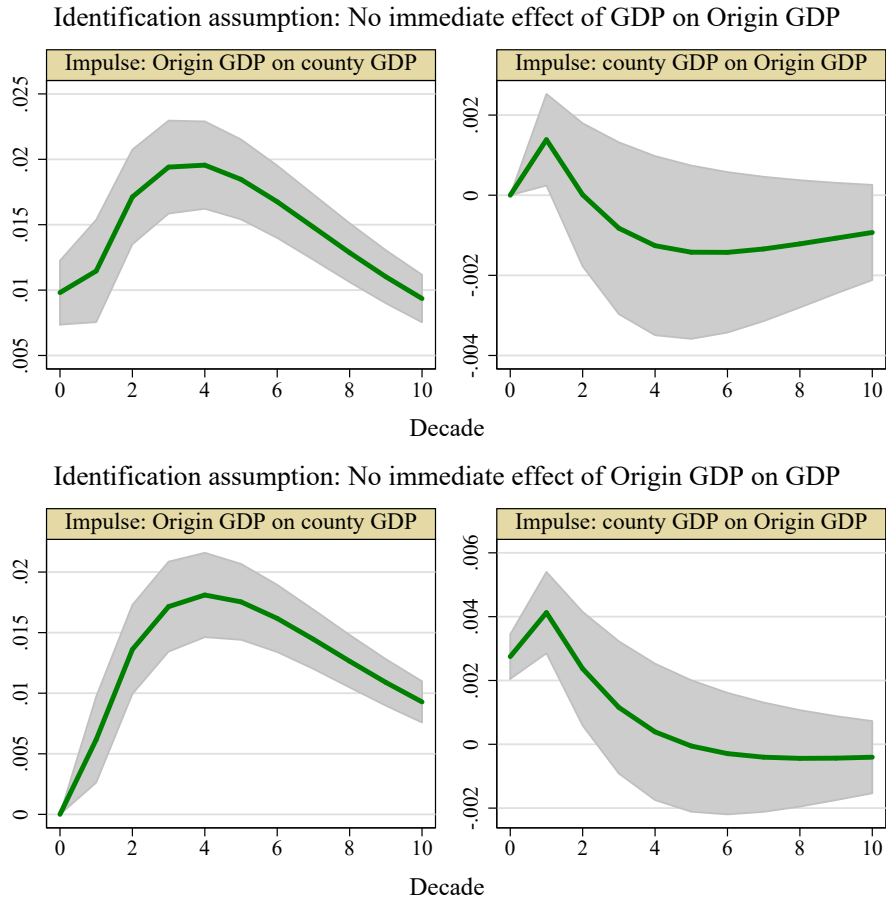 Identification assumption: No immediate effect of GDP on Origin GDP
Impulse: Origin GDP on county GDP
Impulse: county GDP on Origin GDP
.025
.02
.015
.01
.005
0 2 4 6 8 10
.002
0
-.002
-.004
0 2 4 6 8 10
Decade
Identification assumption: No immediate effect of Origin GDP on GDP
Impulse: Origin GDP on county GDP
Impulse: county GDP on Origin GDP
.02
.015
.01
.005
0
0 2 4 6 8 10
.006
.004
.002
0
-.002
0 2 4 6 8 10
Decade